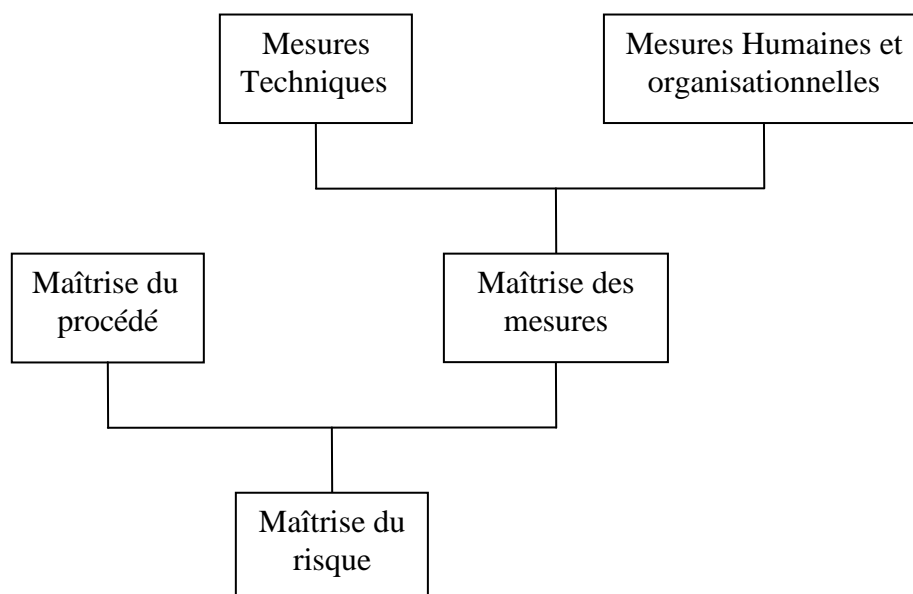 Mesures
Techniques
Mesures Humaines et
organisationnelles
Maîtrise du
procédé
Maîtrise des
mesures
Maîtrise du
risque